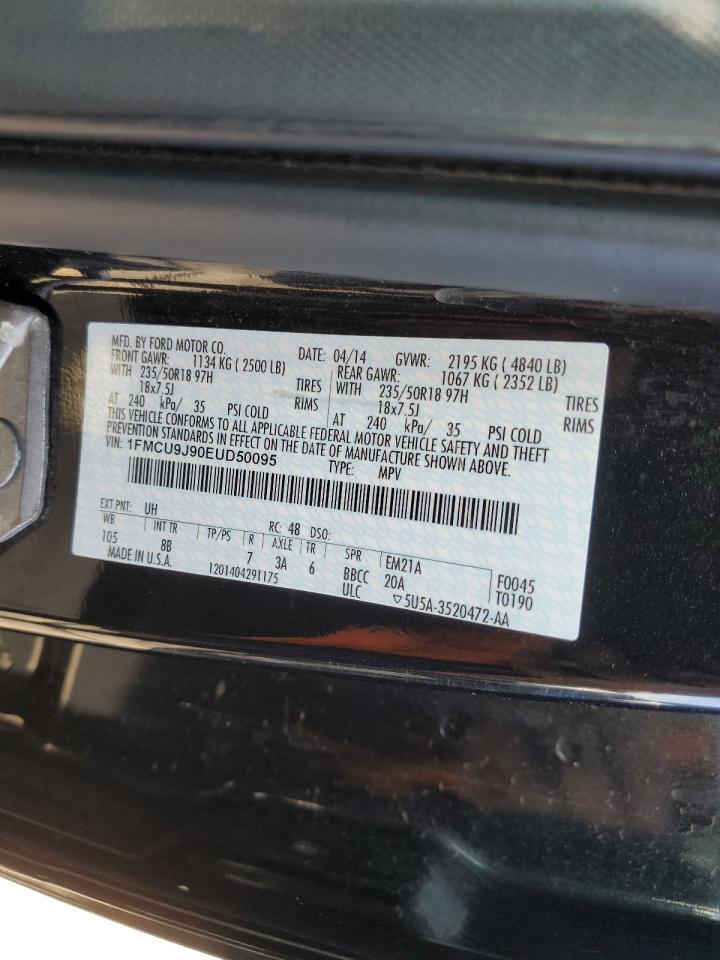 MFD. BY FORD MOTOR CO.
DATE: 04/14 GVWR: 2195 KG ( 4840 LB)
FRONT GAWR: 1134 KG ( 2500 LB) REAR GAWR: 1067 KG ( 2352 LB)
WITH 235/50R18 97H TIRES WITH 235/50R18 97H TIRES
18x7.5J RIMS 18x7.5J RIMS
AT 240 kPa/ 35 PSI COLD AT 240 kPa/ 35 PSI COLD
THIS VEHICLE CONFORMS TO ALL APPLICABLE FEDERAL MOTOR VEHICLE SAFETY AND THEFT
PREVENTION STANDARDS IN EFFECT ON THE DATE OF MANUFACTURE SHOWN ABOVE.
VIN: 1FMCU9J90EUD50095
TYPE: MPV
EXT PNT: UH RC: 48 DSO:
WB INT TR TP/PS R AXLE TR SPR EM21A F0045
105 8B 7 3A 6 BBCC 20A T0190
MADE IN U.S.A. 1201404291175 ULC ▽5U5A-3520472-AA